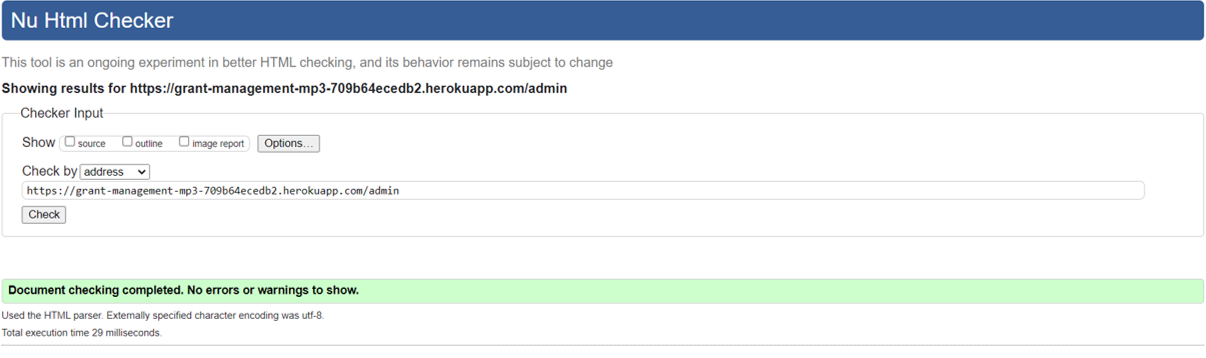 Nu Html Checker
This tool is an ongoing experiment in better HTML checking, and its behavior remains subject to change
Showing results for https://grant-management-mp3-709b64ecedb2.herokuapp.com/admin
Checker Input
Show source outline image report Options...
Check by address
https://grant-management-mp3-709b64ecedb2.herokuapp.com/admin
Check
Document checking completed. No errors or warnings to show.
Used the HTML parser. Externally specified character encoding was utf-8.
Total execution time 29 milliseconds.